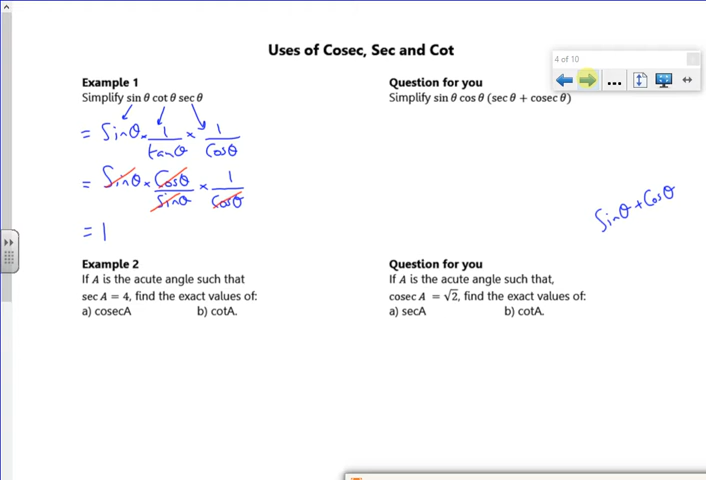 Uses of Cosec, Sec and Cot
4 of 10
Example 1
Simplify sin θ cot θ sec θ
= Sinθ × 1/tanθ × 1/Cosθ
= Sinθ × Cosθ/Sinθ × 1/Cosθ
= 1
Question for you
Simplify sin θ cos θ (sec θ + cosec θ)
Sinθ + Cosθ
Example 2
If A is the acute angle such that
sec A = 4, find the exact values of:
a) cosecA b) cotA.
Question for you
If A is the acute angle such that,
cosec A = √2, find the exact values of:
a) secA b) cotA.